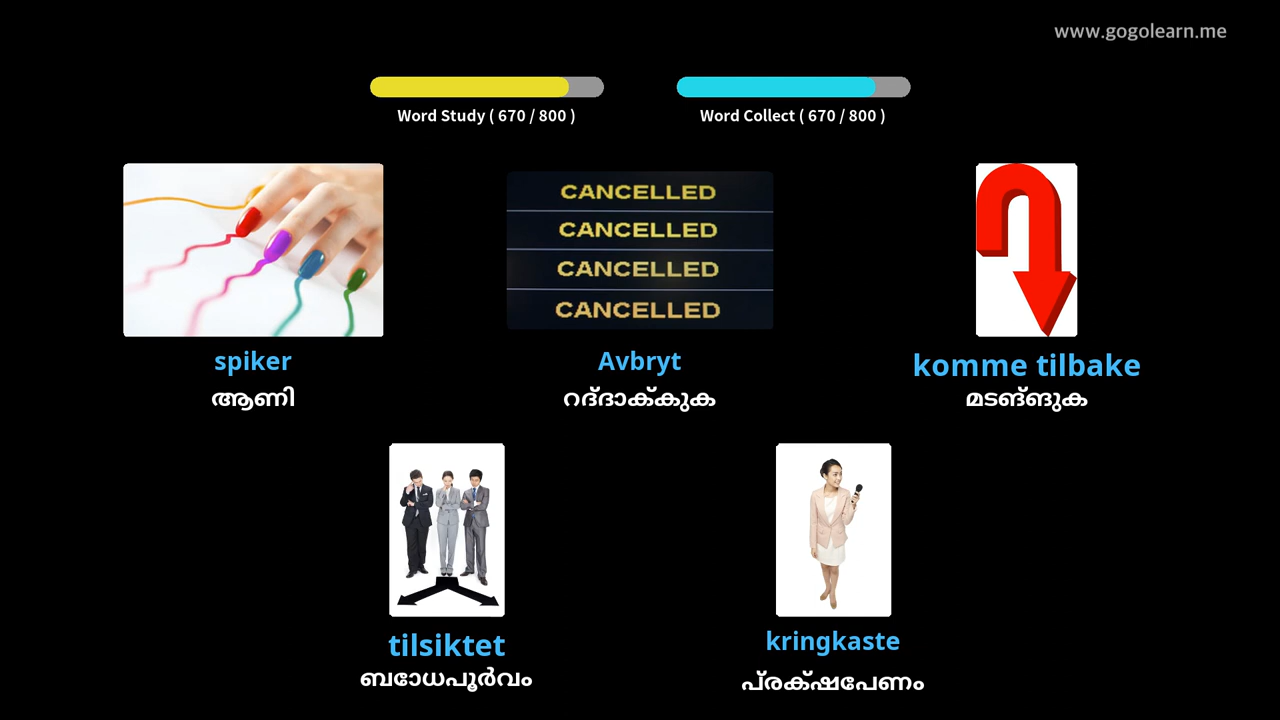 www.gogolearn.me
Word Study ( 670 / 800 )
Word Collect ( 670 / 800 )
CANCELLED
CANCELLED
CANCELLED
CANCELLED
spiker
Avbryt
komme tilbake
ആണി
റദ്ദാക്കുക
മടങ്ങുക
tilsiktet
kringkaste
ബോധപൂർവം
പ്രക്ഷേപണം